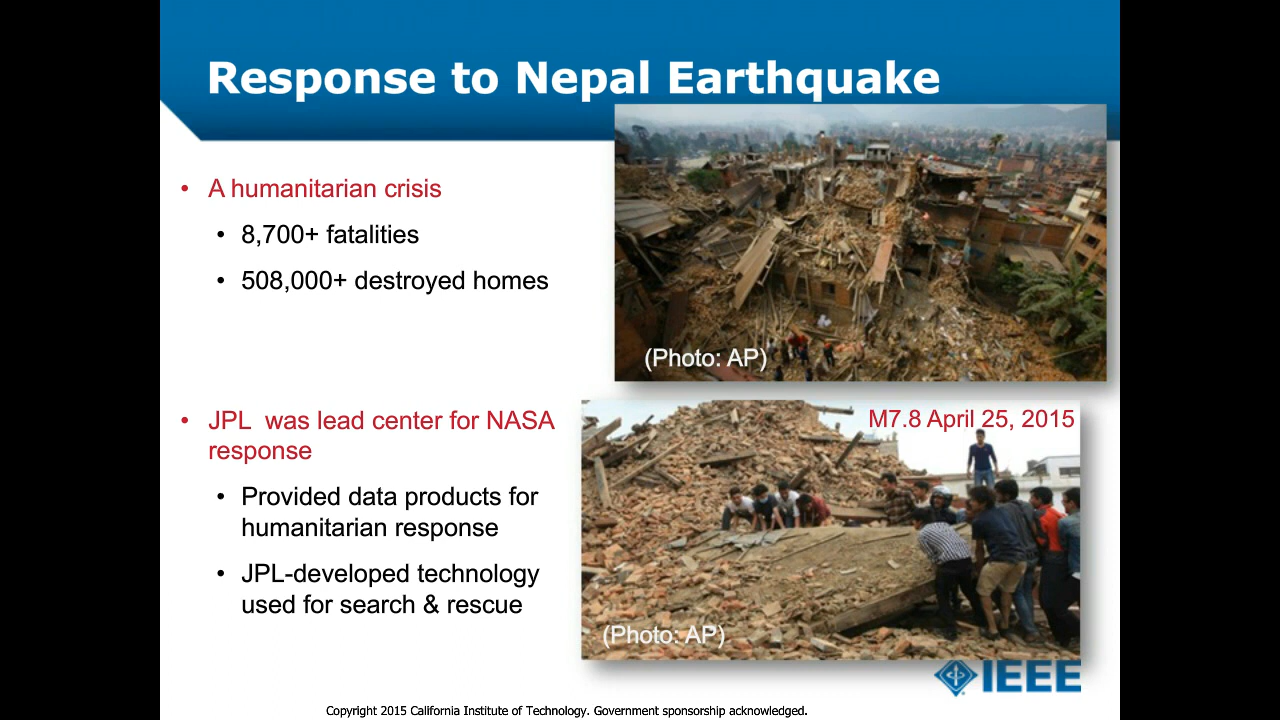 Response to Nepal Earthquake
• A humanitarian crisis
• 8,700+ fatalities
• 508,000+ destroyed homes
(Photo: AP)
• JPL was lead center for NASA
response
• Provided data products for
humanitarian response
• JPL-developed technology
used for search & rescue
M7.8 April 25, 2015
(Photo: AP)
IEEE
Copyright 2015 California Institute of Technology. Government sponsorship acknowledged.